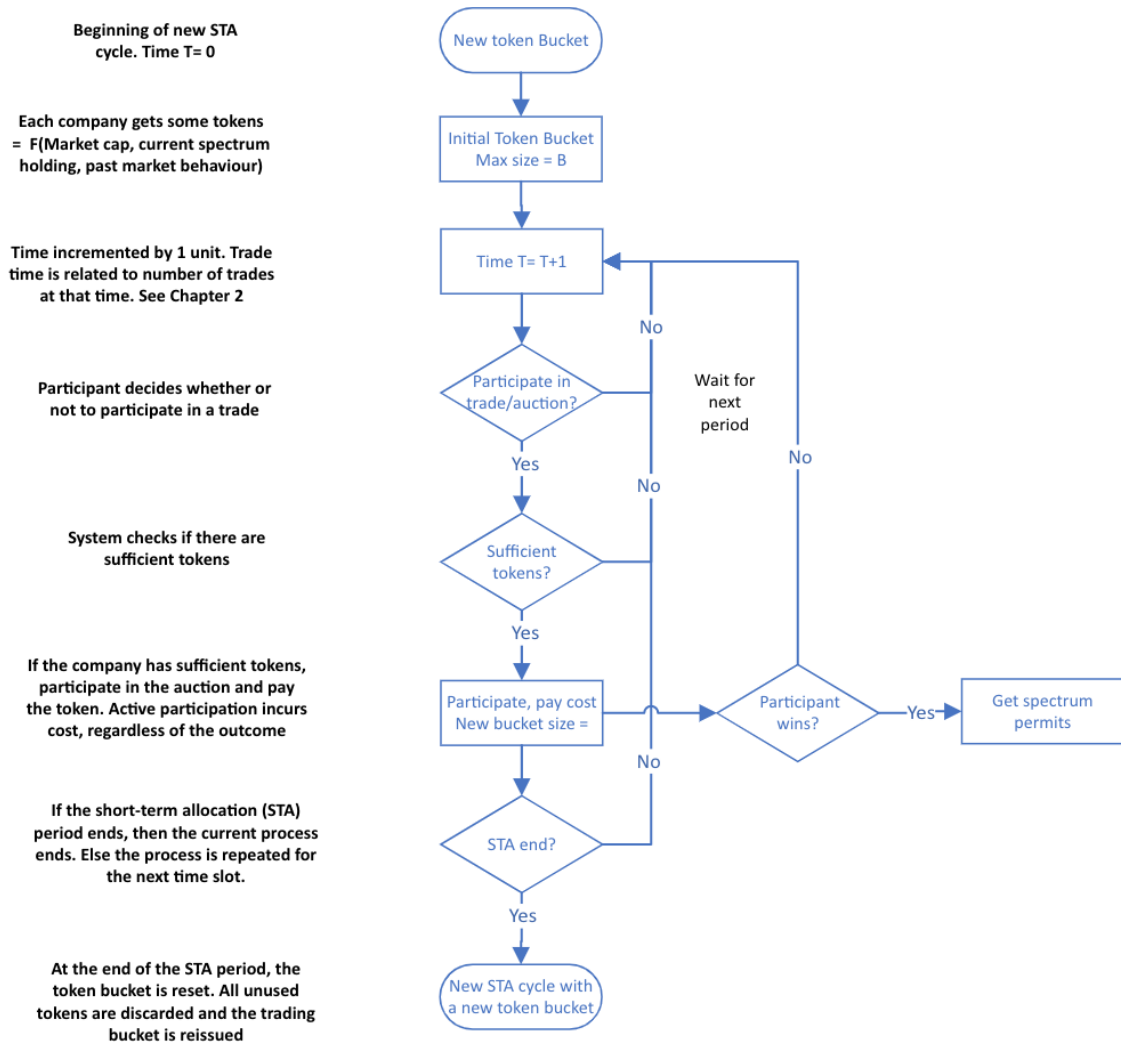 Beginning of new STA
cycle. Time T= 0
New token Bucket
Each company gets some tokens
= F(Market cap, current spectrum
holding, past market behaviour)
Initial Token Bucket
Max size = B
Time incremented by 1 unit. Trade
time is related to number of trades
at that time. See Chapter 2
Time T= T+1
No
Participant decides whether or
not to participate in a trade
Participate in
trade/auction?
Wait for
next
period
Yes
No
No
System checks if there are
sufficient tokens
Sufficient
tokens?
Yes
If the company has sufficient tokens,
participate in the auction and pay
the token. Active participation incurs
cost, regardless of the outcome
Participate, pay cost
New bucket size =
Participant
wins?
Yes
Get spectrum
permits
No
If the short-term allocation (STA)
period ends, then the current process
ends. Else the process is repeated for
the next time slot.
STA end?
Yes
At the end of the STA period, the
token bucket is reset. All unused
tokens are discarded and the trading
bucket is reissued
New STA cycle with
a new token bucket